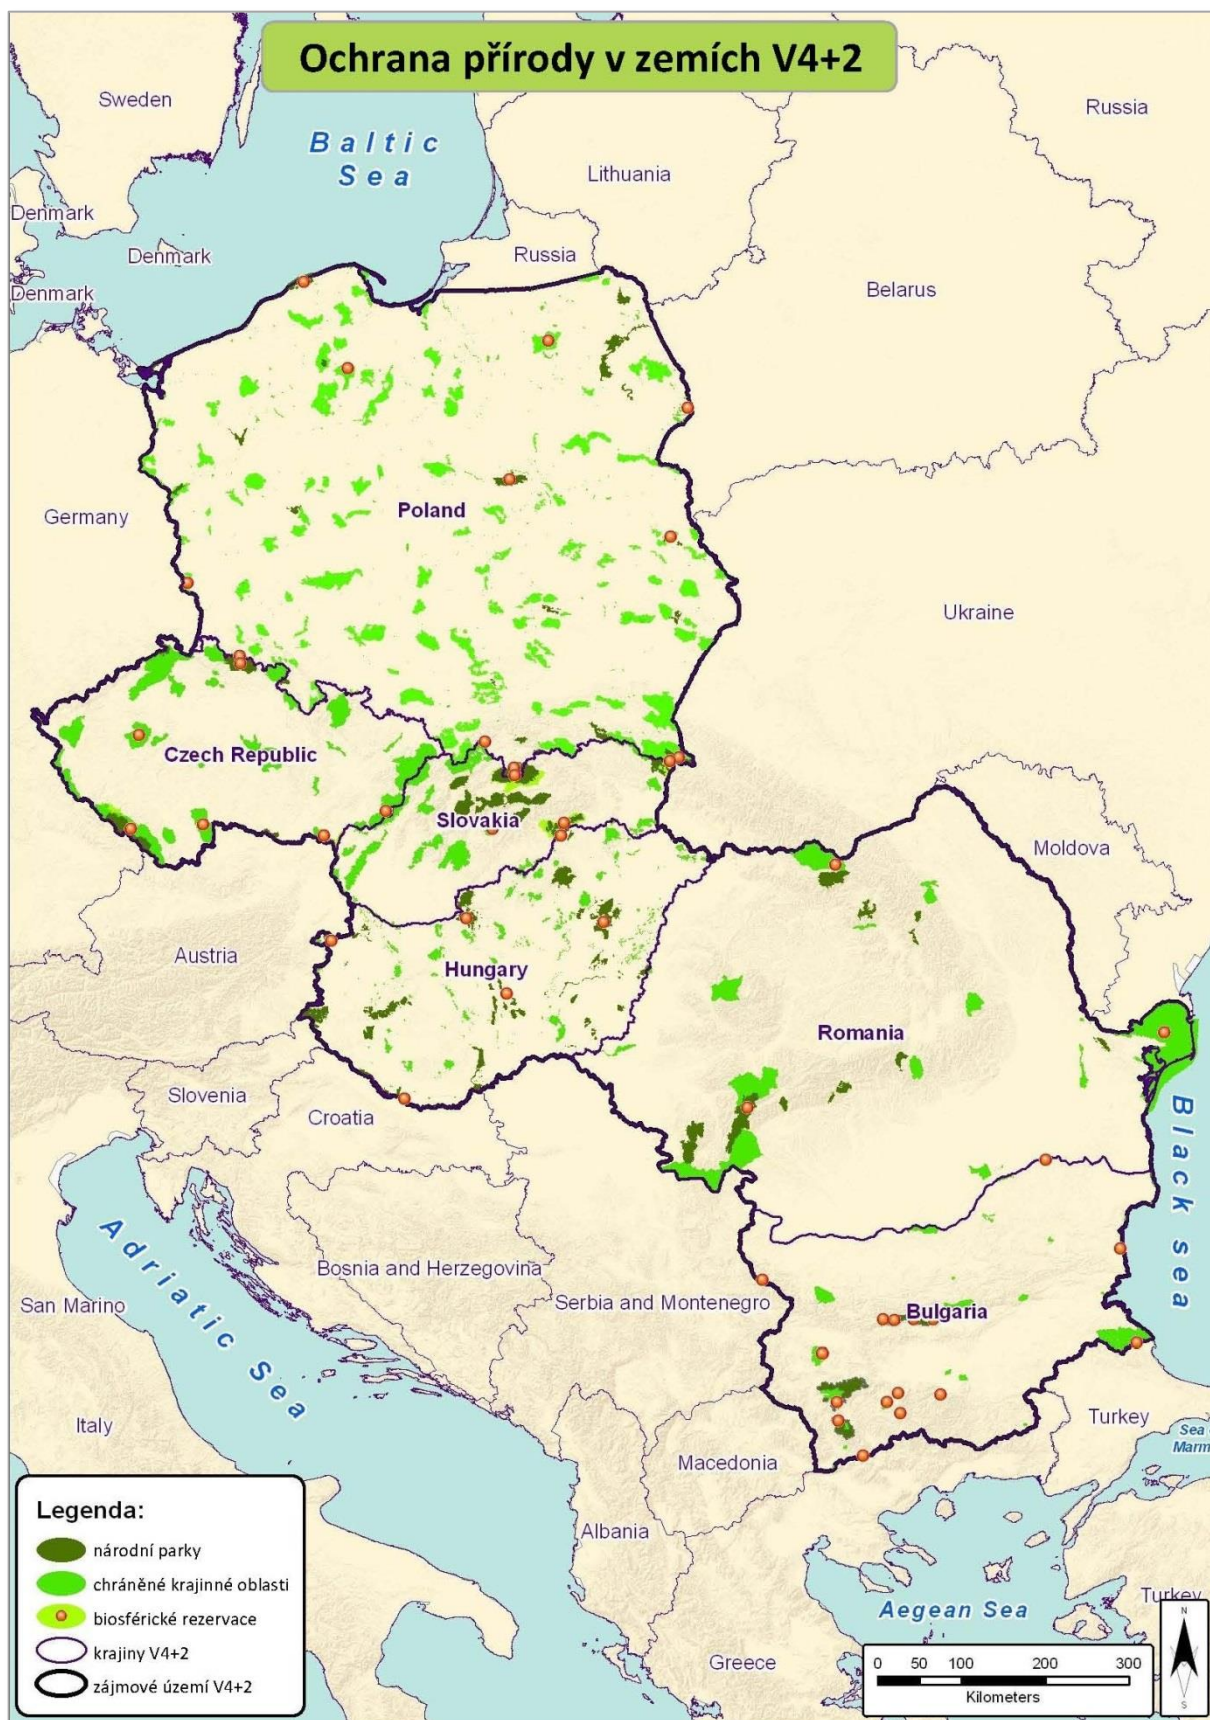 Ochrana přírody v zemích V4+2
Sweden
Russia
Baltic
Sea
Lithuania
Denmark
Denmark
Russia
Denmark
Belarus
Germany
Poland
Ukraine
Czech Republic
Slovakia
Moldova
Austria
Hungary
Romania
Slovenia
Croatia
Black sea
Adriatic Sea
Bosnia and Herzegovina
San Marino
Serbia and Montenegro
Bulgaria
Italy
Turkey
Sea
Marm
Macedonia
Albania
Turkey
Aegean Sea
Greece
Legenda:
národní parky
chráněné krajinné oblasti
biosférické rezervace
krajiny V4+2
zájmové území V4+2
0 50 100 200 300
Kilometers
N
S